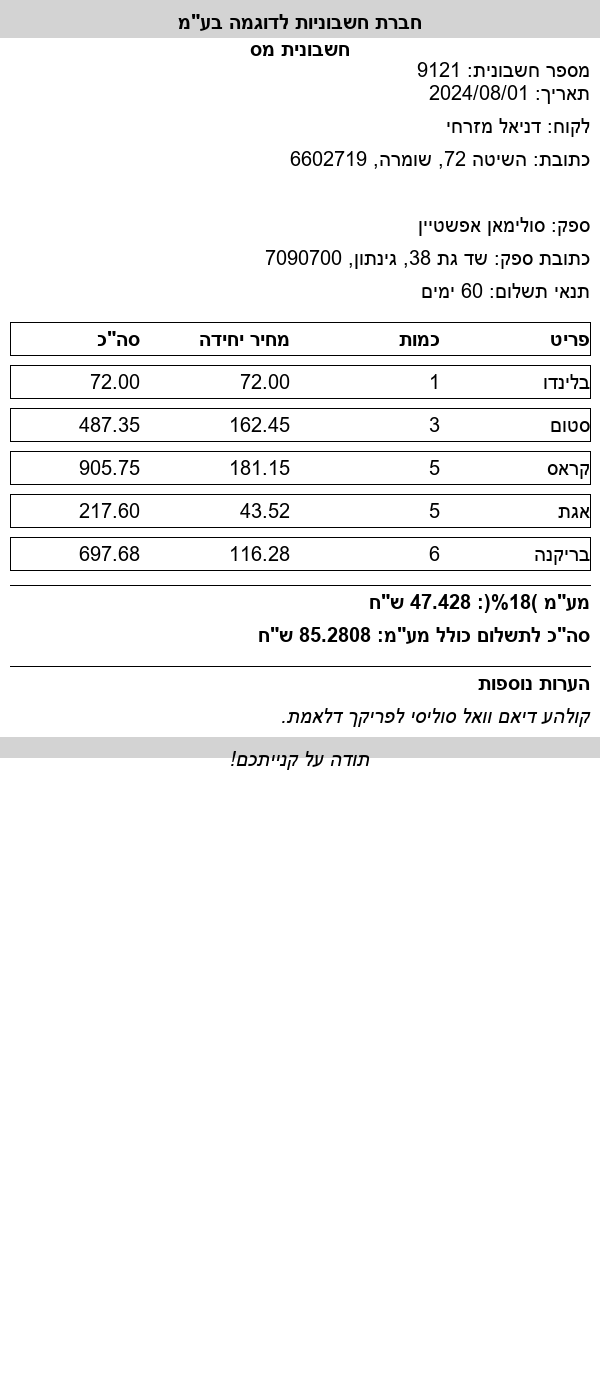 חברת חשבוניות לדוגמה בע"מ
חשבונית מס
מספר חשבונית: 9121
תאריך: 2024/08/01
לקוח: דניאל מזרחי
כתובת: השיטה 72, שומרה, 6602719
ספק: סולימאן אפשטיין
כתובת ספק: שד גת 38, גינתון, 7090700
תנאי תשלום: 60 ימים
פריט כמות מחיר יחידה סה"כ
בלינדו 1 72.00 72.00
סטום 3 162.45 487.35
קראס 5 181.15 905.75
אגת 5 43.52 217.60
בריקנה 6 116.28 697.68
מע"מ )18%(: 47.428 ש"ח
סה"כ לתשלום כולל מע"מ: 85.2808 ש"ח
הערות נוספות
קולהע דיאם וואל סוליסי לפריקך דלאמת.
תודה על קנייתכם!